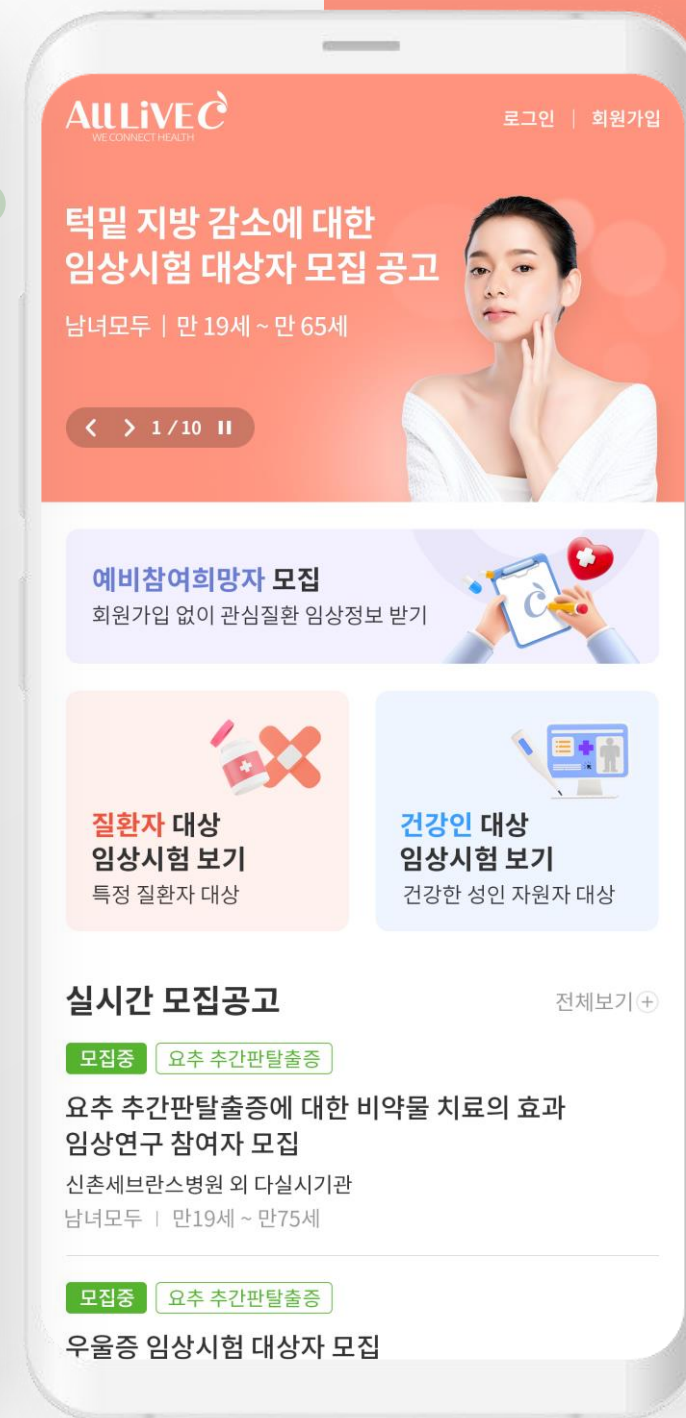 ALLLiVE C
WE CONNECT HEALTH
로그인 | 회원가입
턱밑 지방 감소에 대한
임상시험 대상자 모집 공고
남녀모두 | 만 19세 ~ 만 65세
1 / 10
예비참여희망자 모집
회원가입 없이 관심질환 임상정보 받기
질환자 대상
임상시험 보기
특정 질환자 대상
건강인 대상
임상시험 보기
건강한 성인 자원자 대상
실시간 모집공고
전체보기
모집중 요추 추간판탈출증
요추 추간판탈출증에 대한 비약물 치료의 효과
임상연구 참여자 모집
신촌세브란스병원 외 다실시기관
남녀모두 | 만19세 ~ 만75세
모집중 요추 추간판탈출증
우울증 임상시험 대상자 모집